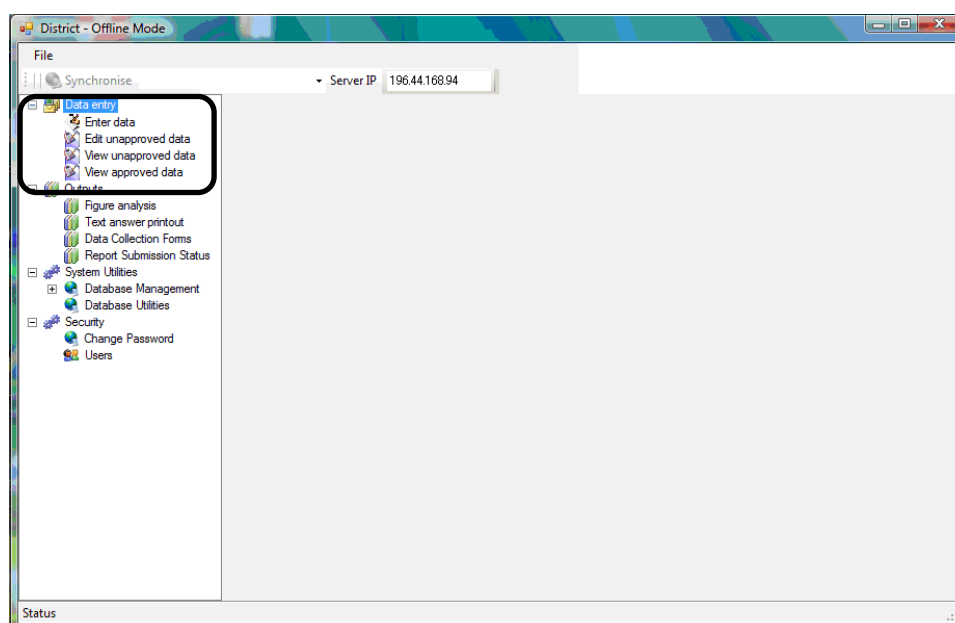 District - Offline Mode
File
Synchronise Server IP 196.44.168.94
Data entry
Enter data
Edit unapproved data
View unapproved data
View approved data
Outputs
Figure analysis
Text answer printout
Data Collection Forms
Report Submission Status
System Utilities
Database Management
Database Utilities
Security
Change Password
Users
Status